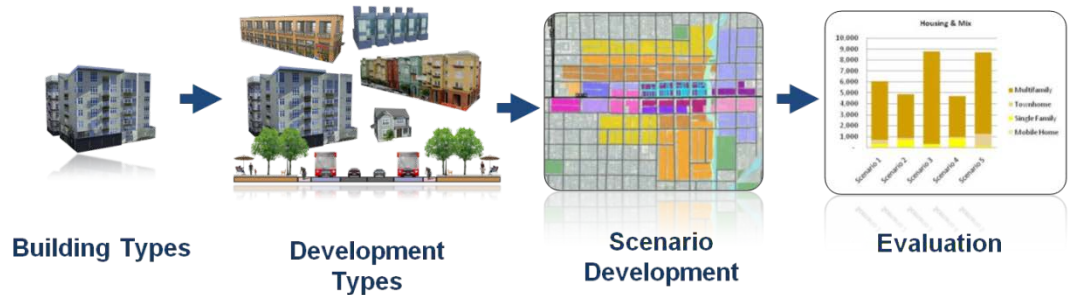 Housing & Mix
10,000
9,000
8,000
7,000
6,000
5,000
4,000
3,000
2,000
1,000
-
Multifamily
Townhome
Single Family
Mobile Home
Scenario 1
Scenario 2
Scenario 3
Scenario 4
Scenario 5
Building Types
Development
Types
Scenario
Development
Evaluation